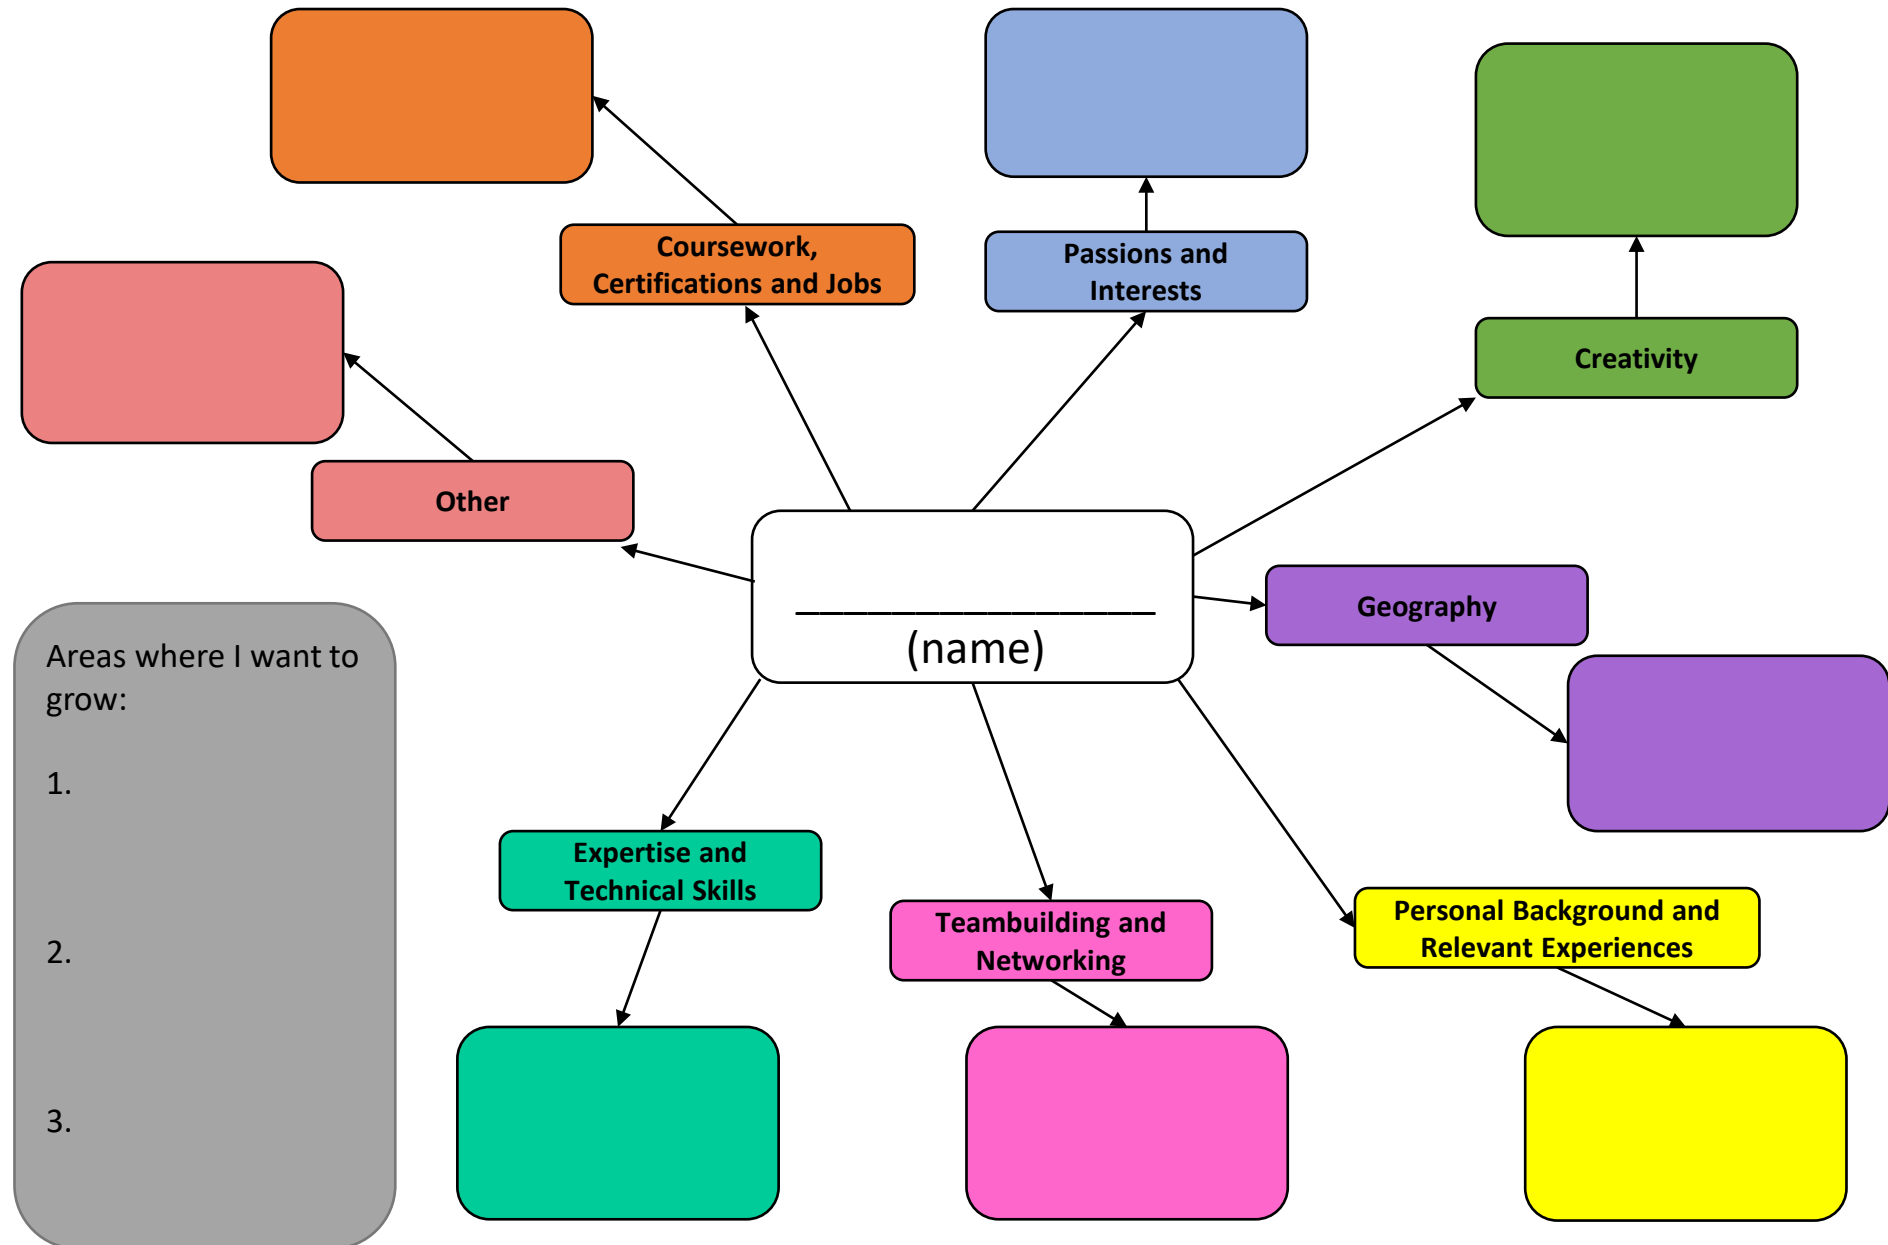 Coursework,
Certifications and Jobs
Passions and
Interests
Creativity
Other
_______________
(name)
Geography
Areas where I want to
grow:
1.
2.
3.
Expertise and
Technical Skills
Teambuilding and
Networking
Personal Background and
Relevant Experiences